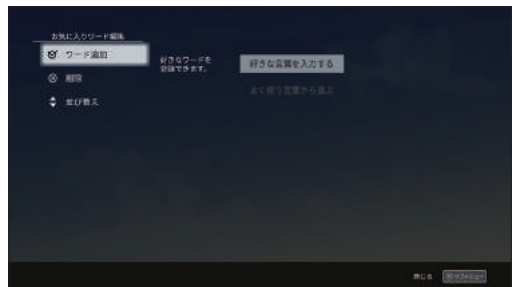 お気に入りワード編集
ワード追加
削除
並び替え
好きなワードを
登録できます。
好きな言葉を入力する
よく使う言葉から選ぶ
閉じる
サブメニュー